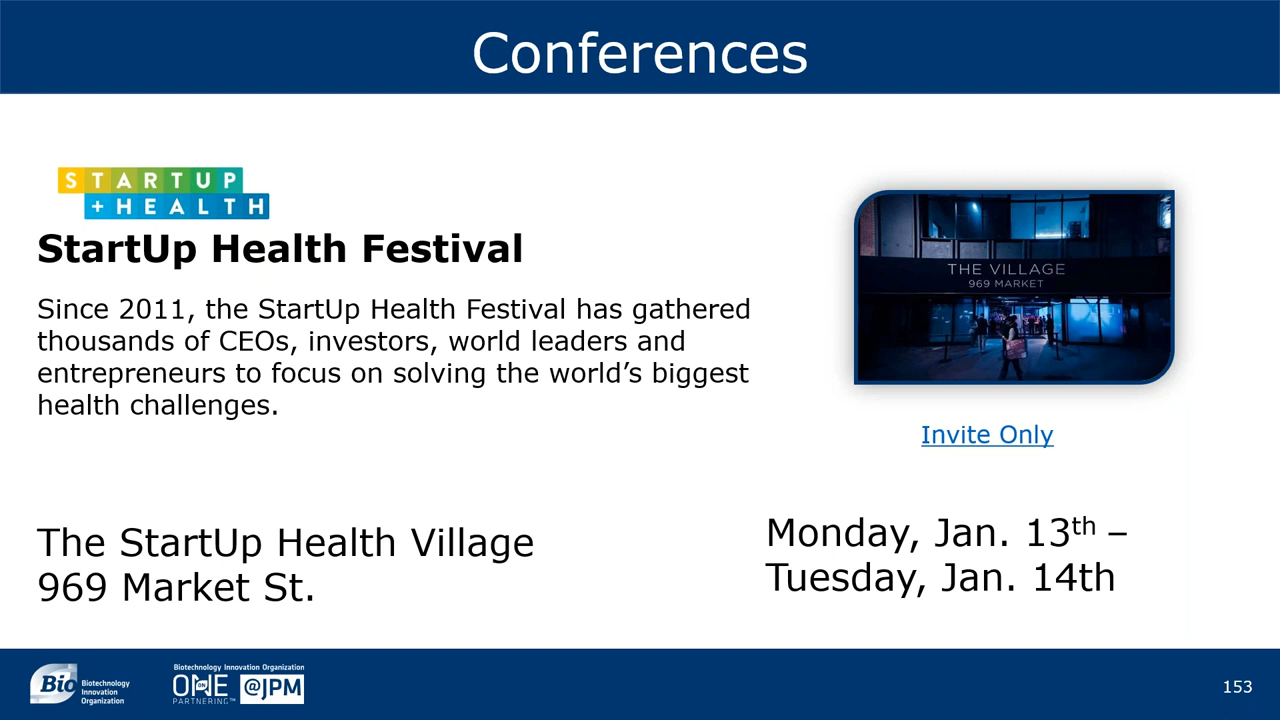 Conferences
STARTUP
+HEALTH
StartUp Health Festival
Since 2011, the StartUp Health Festival has gathered
thousands of CEOs, investors, world leaders and
entrepreneurs to focus on solving the world’s biggest
health challenges.
THE VILLAGE
969 MARKET
Invite Only
The StartUp Health Village
969 Market St.
Monday, Jan. 13th –
Tuesday, Jan. 14th
Bio
Biotechnology
Innovation
Organization
Biotechnology Innovation Organization
ONE ON
PARTNERING™
@JPM
153